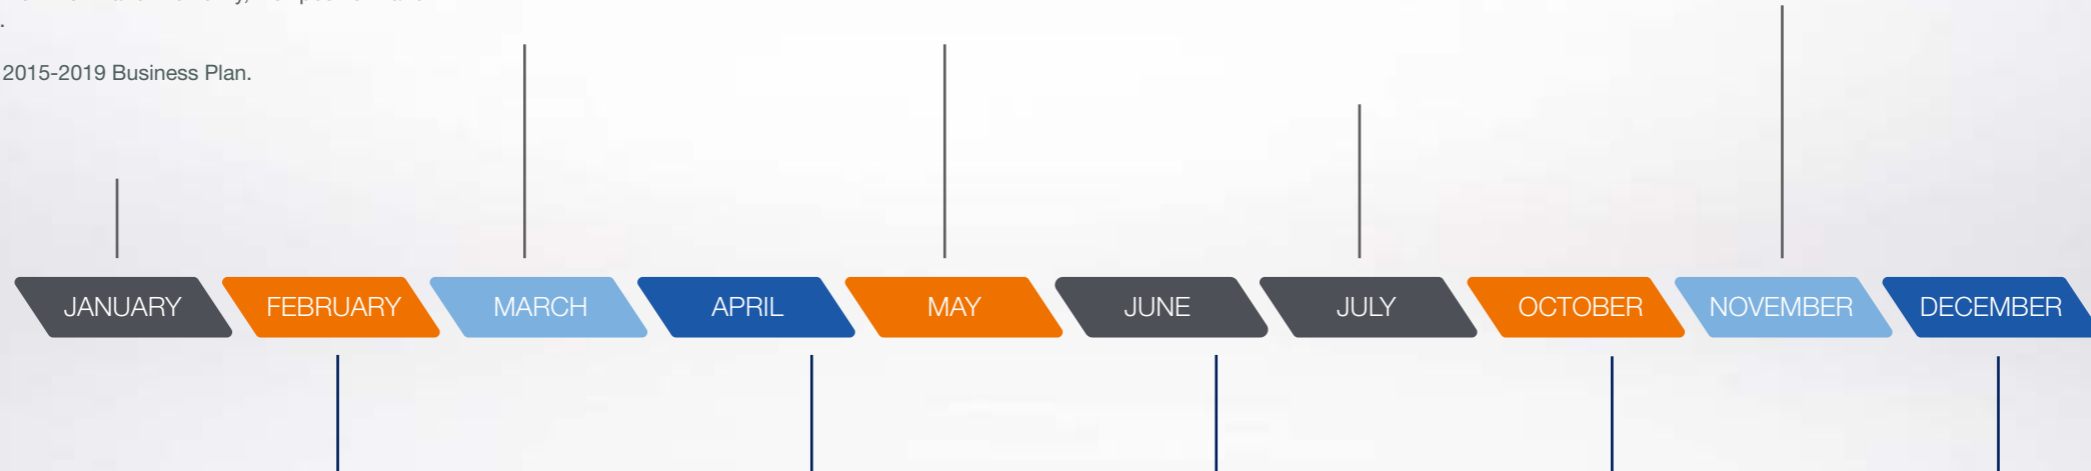 .
2015-2019 Business Plan.
JANUARY FEBRUARY MARCH APRIL MAY JUNE JULY OCTOBER NOVEMBER DECEMBER